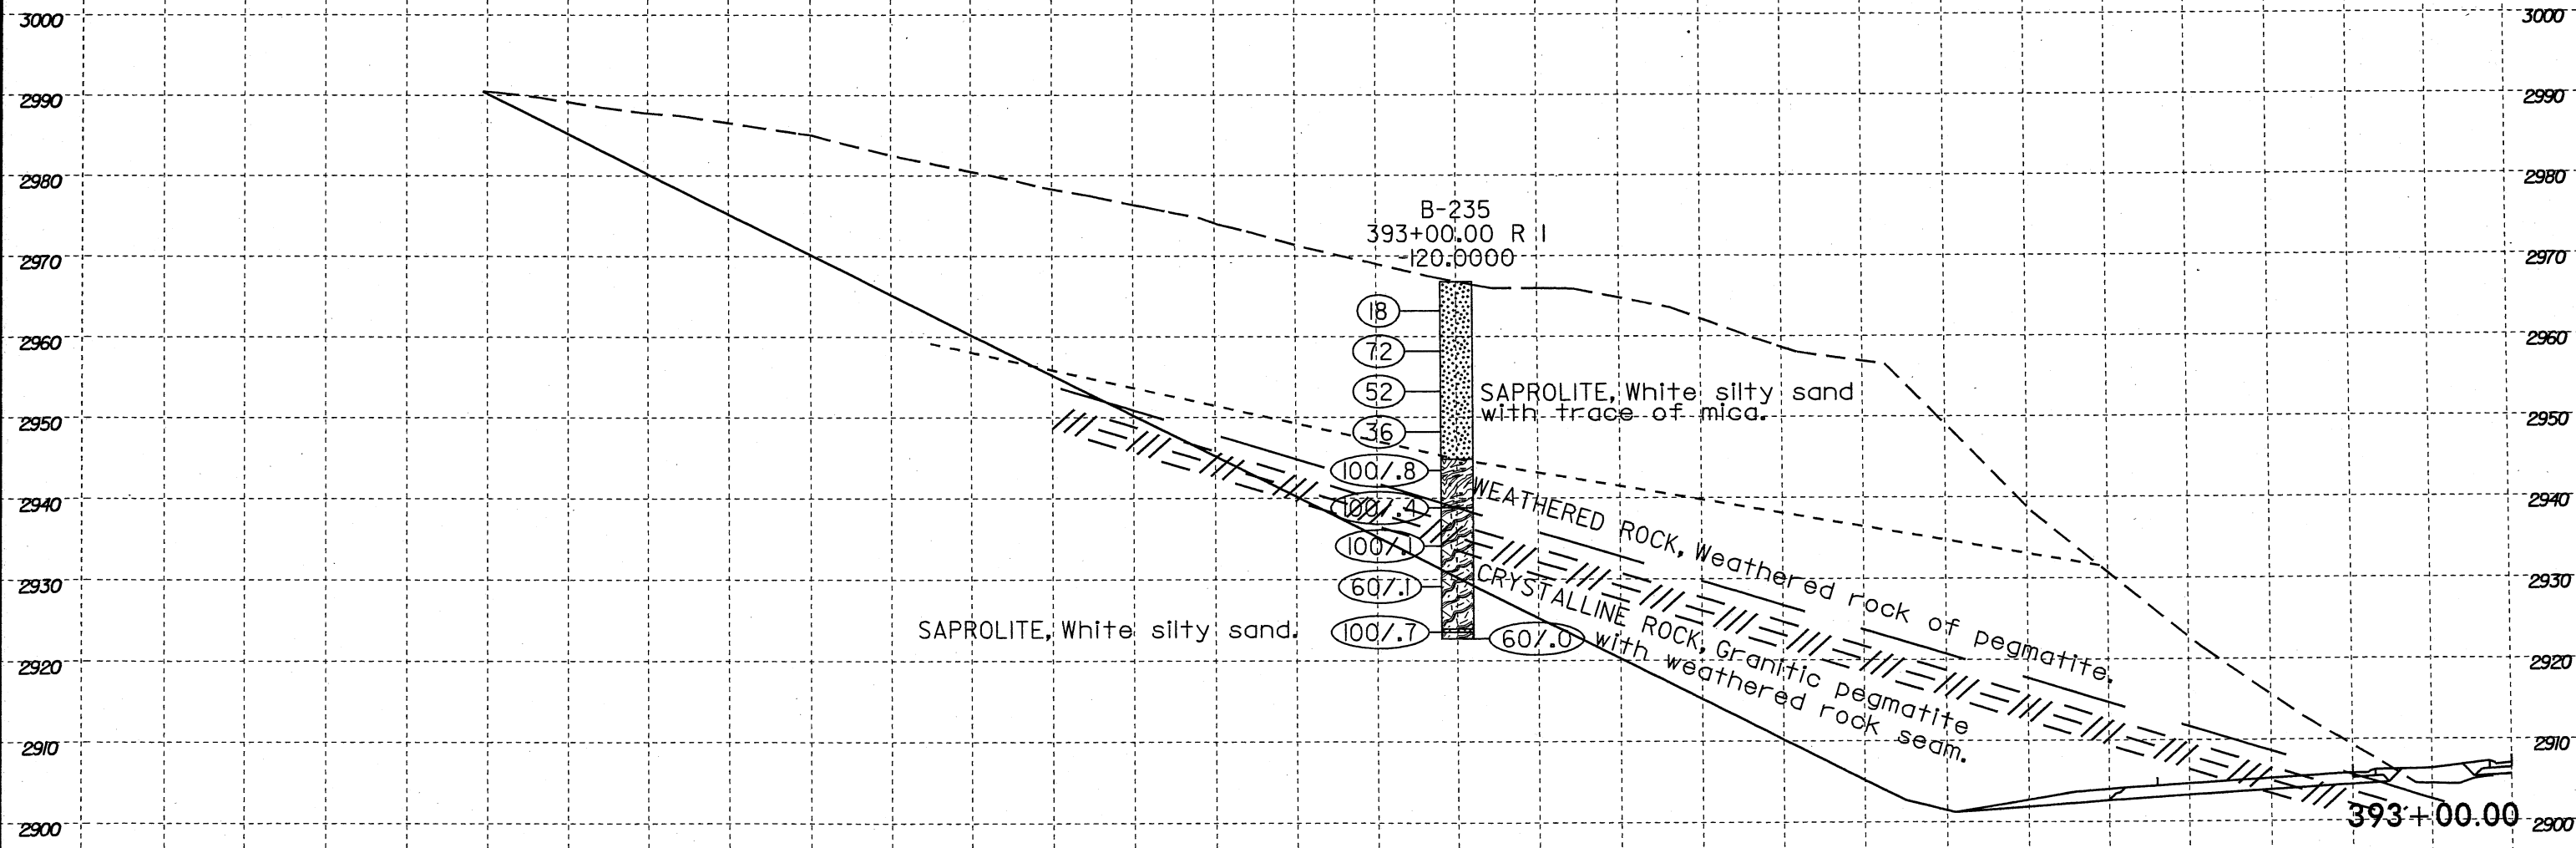 3000 3000
2990 2990
2980 2980
B-235
393+00.00 R I
-120.0000
2970 2970
18
2960 2960
72
52
SAPROLITE, White silty sand
with trace of mica.
2950 2950
36
100/.8
WEATHERED ROCK, Weathered rock of pegmatite.
2940 2940
100/.4
100/.1
2930 2930
60/.1
CRYSTALLINE ROCK, Granitic pegmatite
with weathered rock seam.
SAPROLITE, White silty sand.
100/.7
60/.0
2920 2920
2910 2910
393+00.00
2900 2900